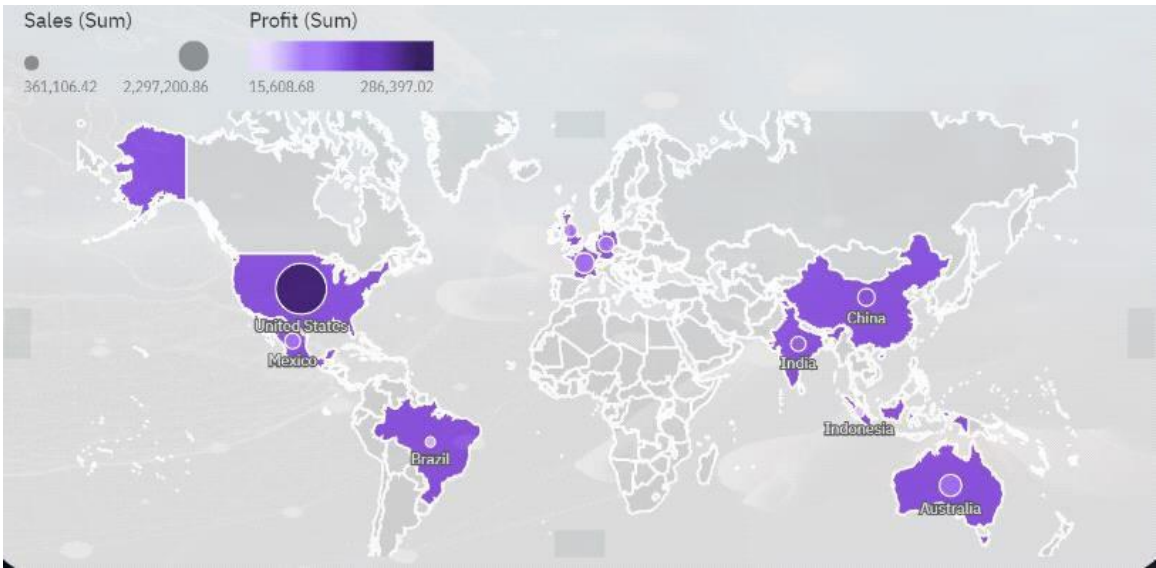 Sales (Sum)
361,106.42
2,297,200.86
Profit (Sum)
15,608.68
286,397.02
United States
Mexico
Brazil
China
India
Indonesia
Australia